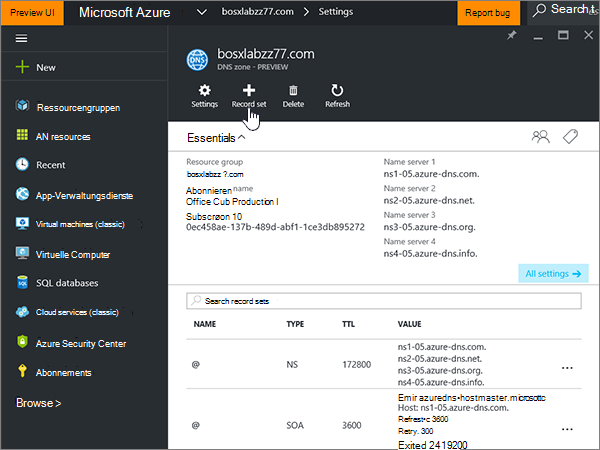 Preview UI
Microsoft Azure
bosxlabzz77.com
Settings
Report bug
Search t
New
Ressourcengruppen
AN resources
Recent
App-Verwaltungsdienste
Virtual machines (classic)
Virtuelle Computer
SQL databases
Cloud services (classic)
Azure Security Center
Abonnements
Browse >
bosxlabzz77.com
DNS zone - PREVIEW
Settings
Record set
Delete
Refresh
Essentials
Resource group
bosxlabzz ?.com
Abonnieren name
Office Cub Production l
Subscrøøn 10
0ec458ae-137b-489d-abf1-1ce3db895272
Name server 1
ns1-05.azure-dns.com.
Name server 2
ns2-05.azure-dns.net.
Name server 3
ns3-05.azure-dns.org.
Name server 4
ns4-05.azure-dns.info.
All settings →
Search record sets
NAME TYPE TTL VALUE
@ NS 172800
ns1-05.azure-dns.com.
ns2-05.azure-dns.net.
ns3-05.azure-dns.org.
ns4-05.azure-dns.info.
...
@ SOA 3600
Emir azuredns•hostmaster.microsottc
Host: ns1-05.azure-dns.com.
Refrest•c 3600
Retry. 300
Exited 2419200
...